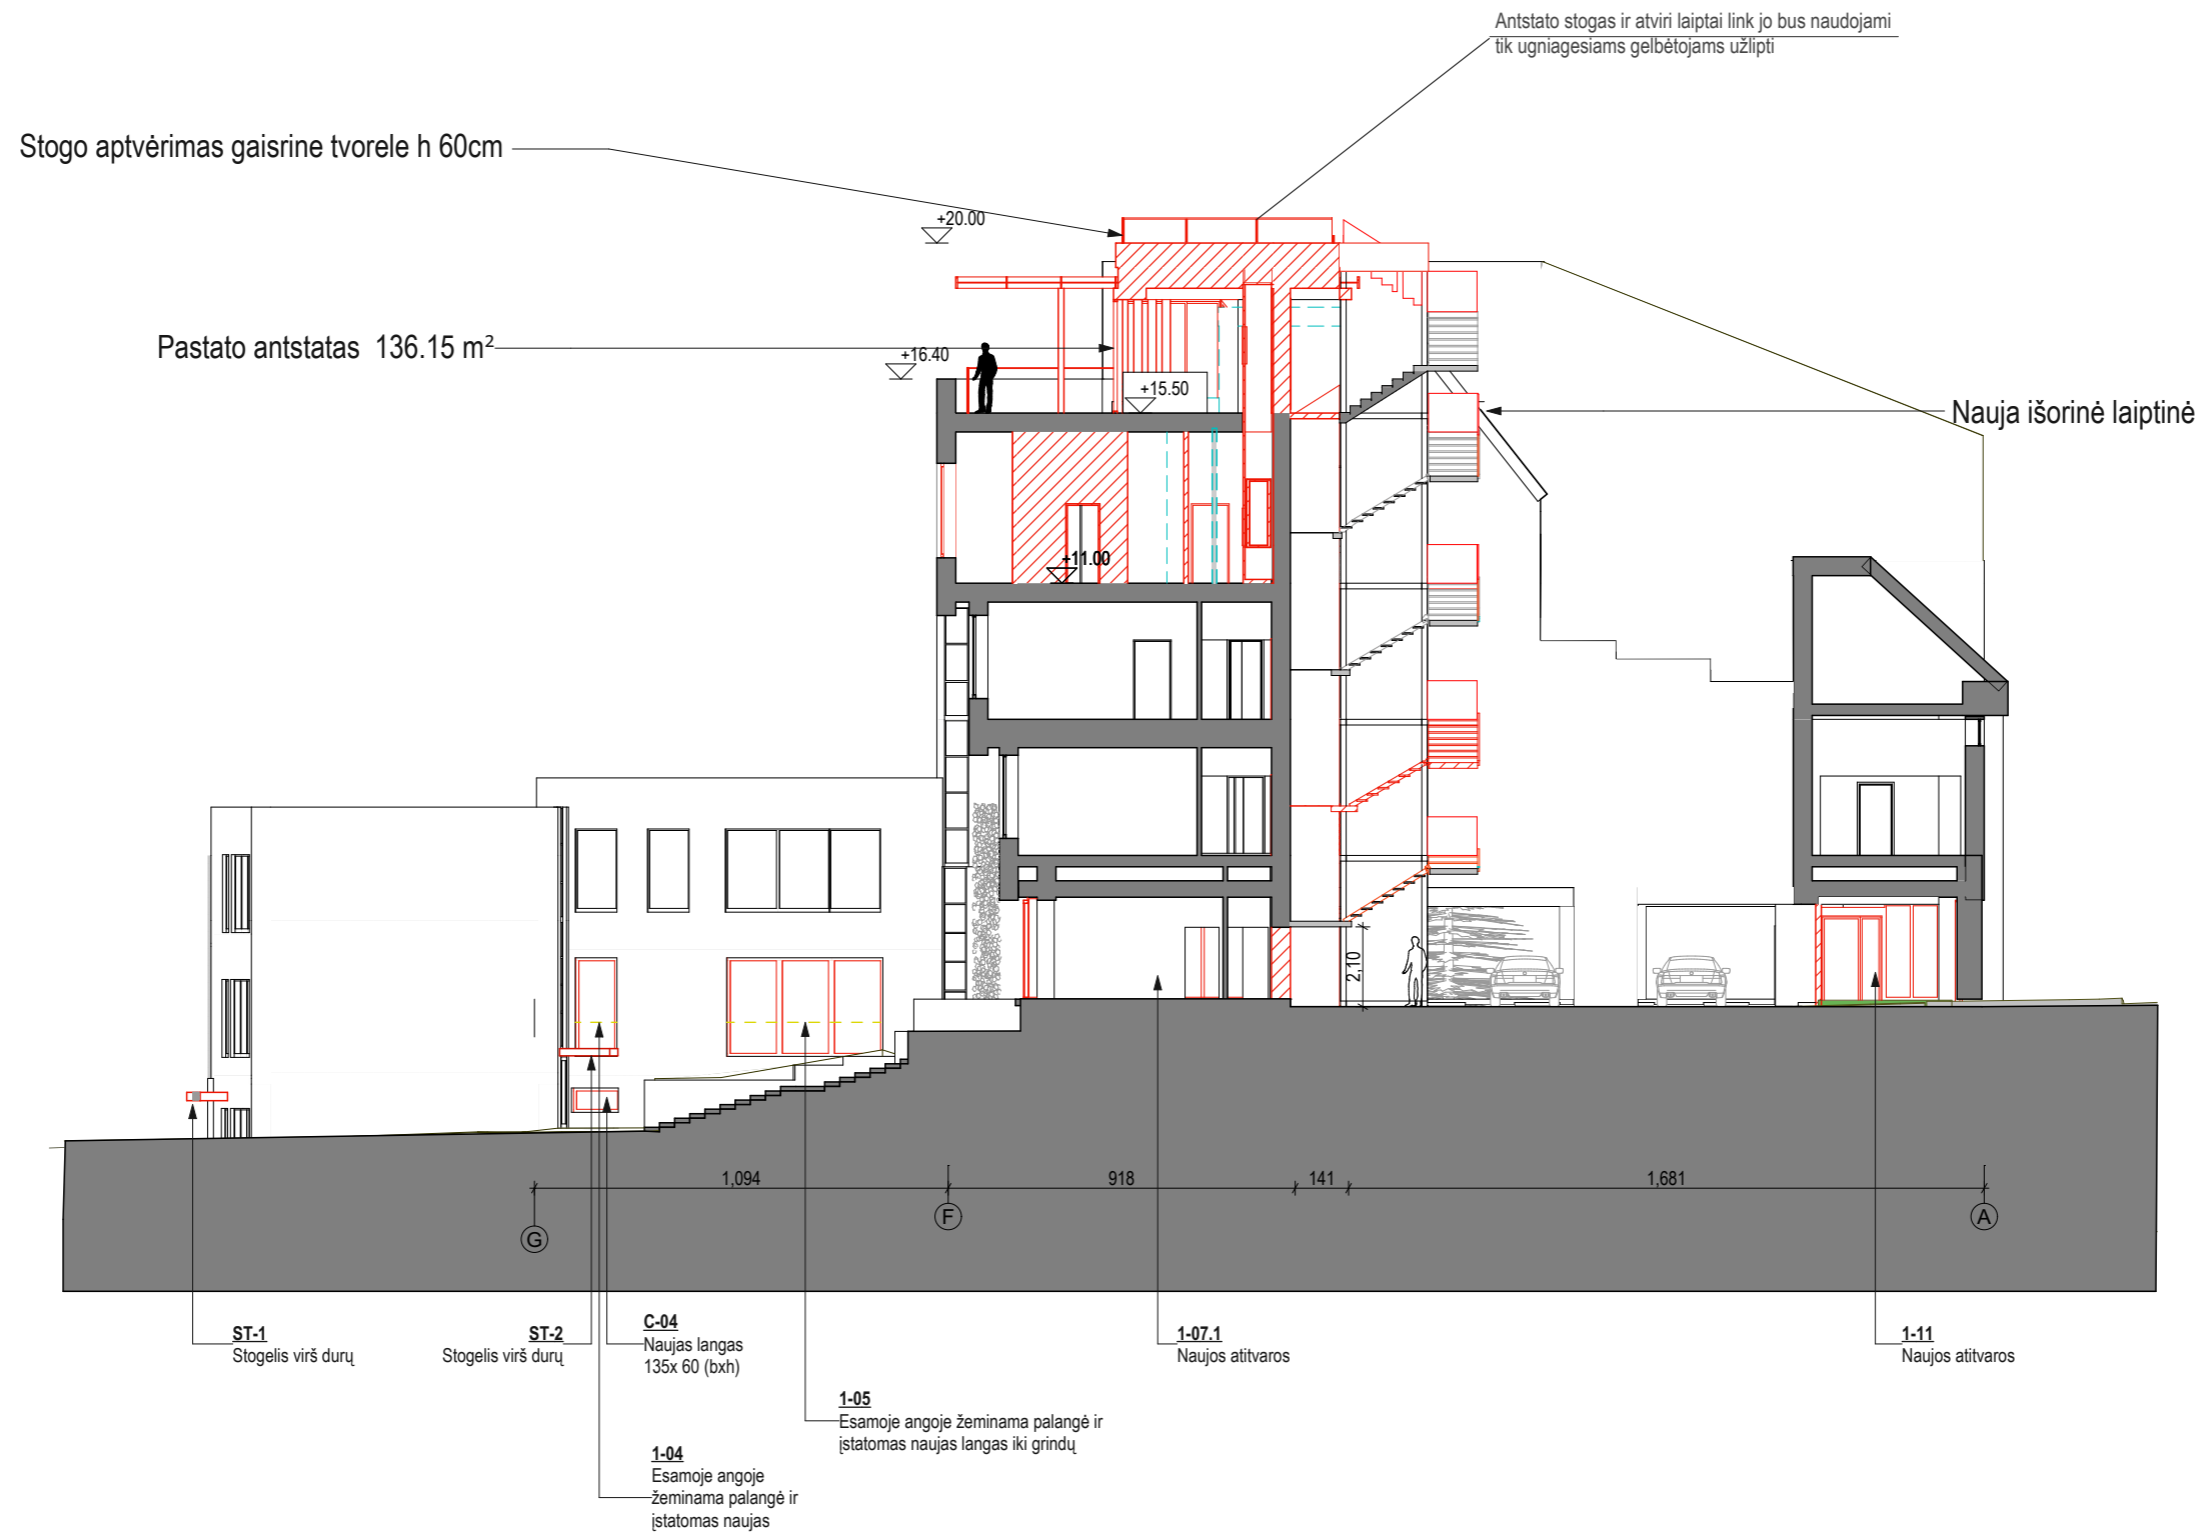 Antstato stogas ir atviri laiptai link jo bus naudojami
tik ugniagesiams gelbėtojams užlipti
Stogo aptvėrimas gaisrine tvorele h 60cm
+20.00
Pastato antstatas 136.15 m²
+16.40
+15.50
Nauja išorinė laiptinė
+11.00
2,10
1,094
918
141
1,681
G
F
A
ST-1
Stogelis virš durų
ST-2
Stogelis virš durų
C-04
Naujas langas
135x 60 (bxh)
1-07.1
Naujos atitvaros
1-11
Naujos atitvaros
1-05
Esamoje angoje žeminama palangė ir
įstatomas naujas langas iki grindų
1-04
Esamoje angoje
žeminama palangė ir
įstatomas naujas